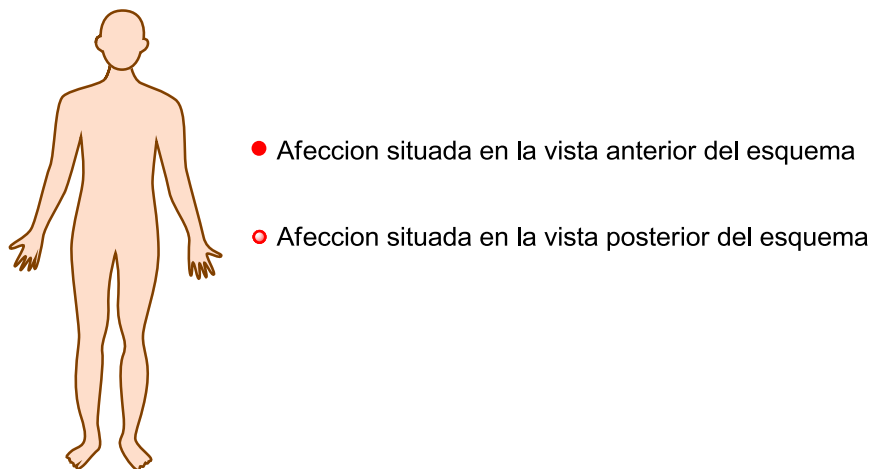 Afeccion situada en la vista anterior del esquema
Afeccion situada en la vista posterior del esquema